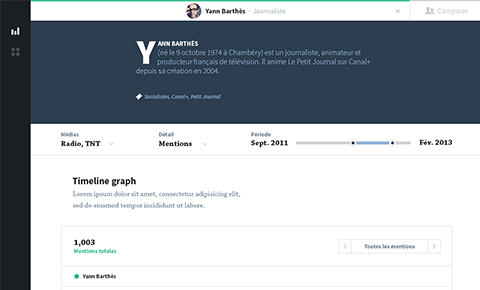 Yann Barthès · Journaliste
×
Comparer
YANN BARTHÈS
(né le 9 octobre 1974 à Chambéry) est un journaliste, animateur et
producteur français de télévision. Il anime Le Petit Journal sur Canal+
depuis sa création en 2004.
Socialistes, Canal+, Petit Journal
Médias
Radio, TNT
Détail
Mentions
Période
Sept. 2011
Fév. 2013
Timeline graph
Lorem ipsum dolor sit amet, consectetur adipisicing elit,
sed do eiusmod tempor incididunt ut labore.
1,003
Mentions totales
Toutes les mentions
Yann Barthès